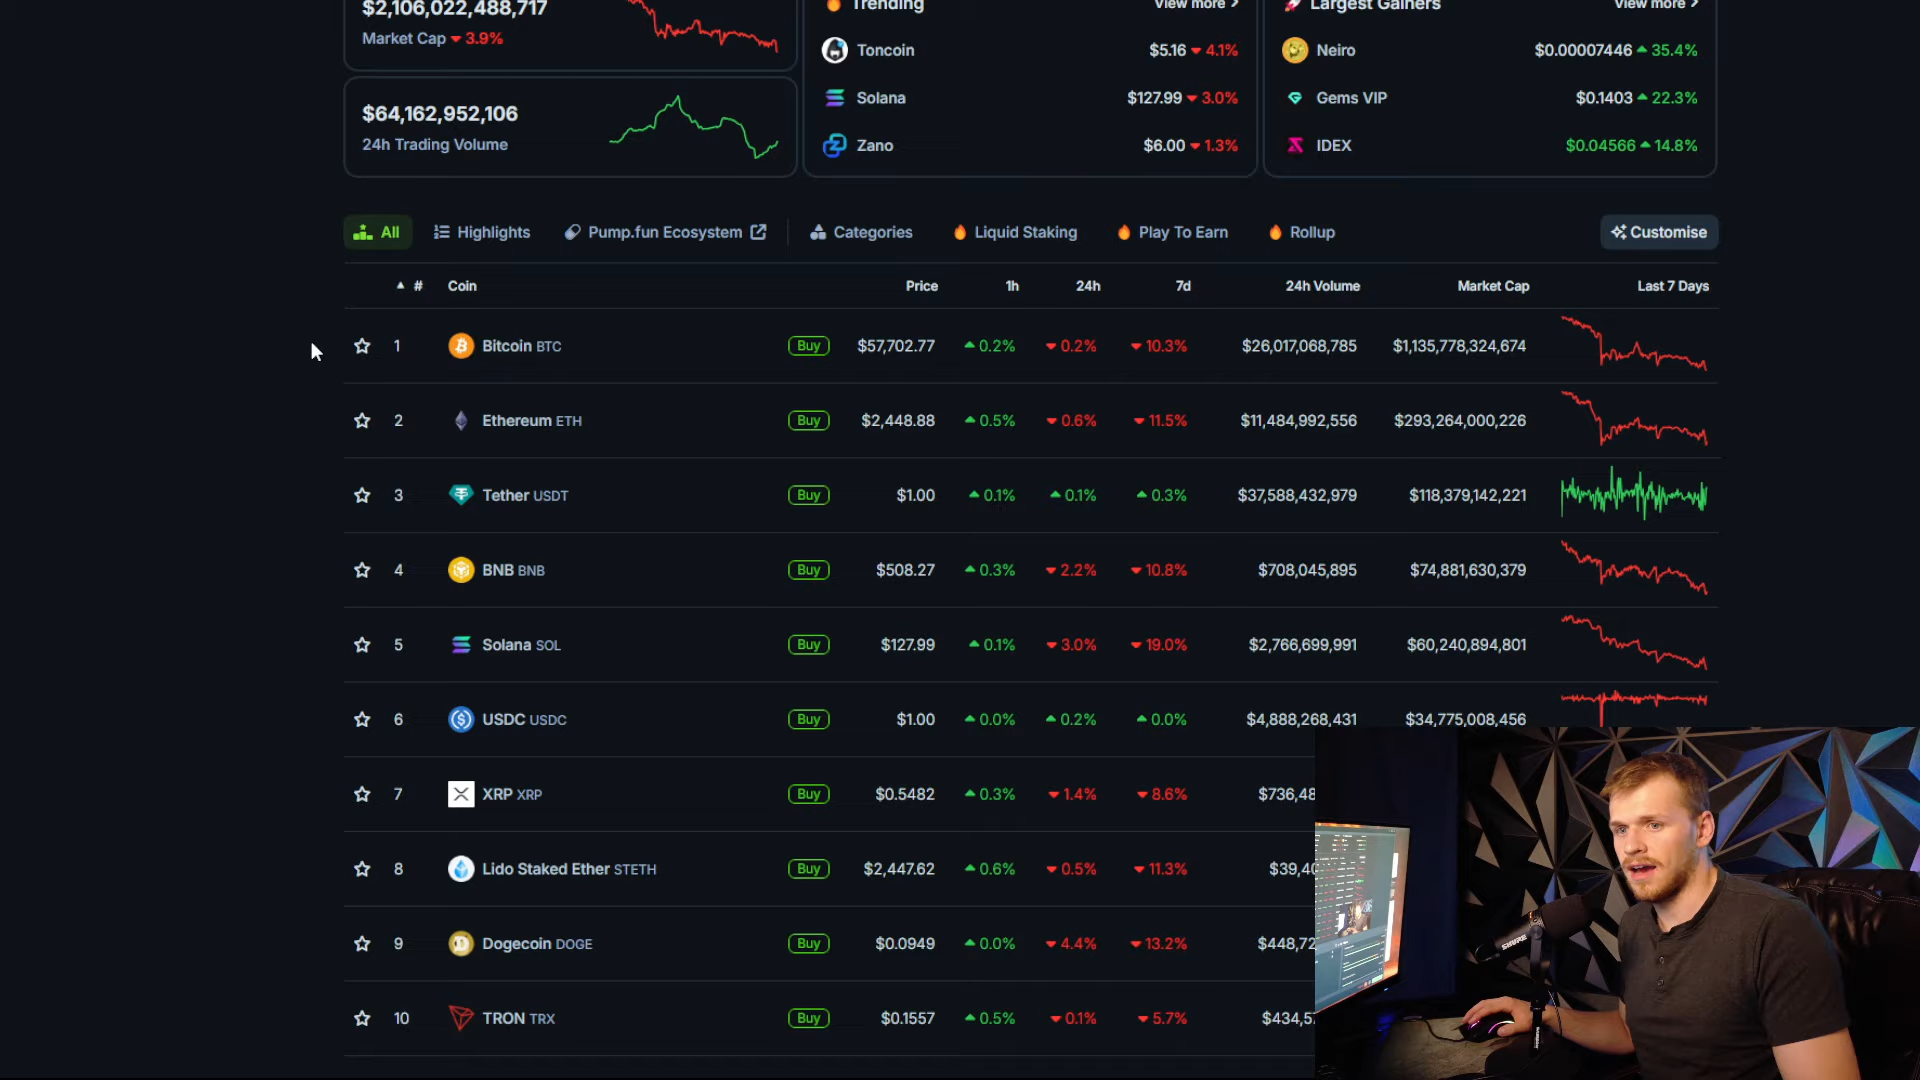 $2,106,022,488,717
Market Cap 3.9%
$64,162,952,106
24h Trading Volume
Trending View more
Toncoin $5.16 4.1%
Solana $127.99 3.0%
Zano $6.00 1.3%
Largest Gainers View more
Neiro $0.00007446 35.4%
Gems VIP $0.1403 22.3%
IDEX $0.04566 14.8%
All Highlights Pump.fun Ecosystem Categories Liquid Staking Play To Earn Rollup Customise
# Coin Price 1h 24h 7d 24h Volume Market Cap Last 7 Days
1 Bitcoin BTC Buy $57,702.77 0.2% 0.2% 10.3% $26,017,068,785 $1,135,778,324,674
2 Ethereum ETH Buy $2,448.88 0.5% 0.6% 11.5% $11,484,992,556 $293,264,000,226
3 Tether USDT Buy $1.00 0.1% 0.1% 0.3% $37,588,432,979 $118,379,142,221
4 BNB BNB Buy $508.27 0.3% 2.2% 10.8% $708,045,895 $74,881,630,379
5 Solana SOL Buy $127.99 0.1% 3.0% 19.0% $2,766,699,991 $60,240,894,801
6 USDC USDC Buy $1.00 0.0% 0.2% 0.0% $4,888,268,431 $34,775,008,456
7 XRP XRP Buy $0.5482 0.3% 1.4% 8.6% $736,48
8 Lido Staked Ether STETH Buy $2,447.62 0.6% 0.5% 11.3% $39,40
9 Dogecoin DOGE Buy $0.0949 0.0% 4.4% 13.2% $448,72
10 TRON TRX Buy $0.1557 0.5% 0.1% 5.7% $434,57
SHURE